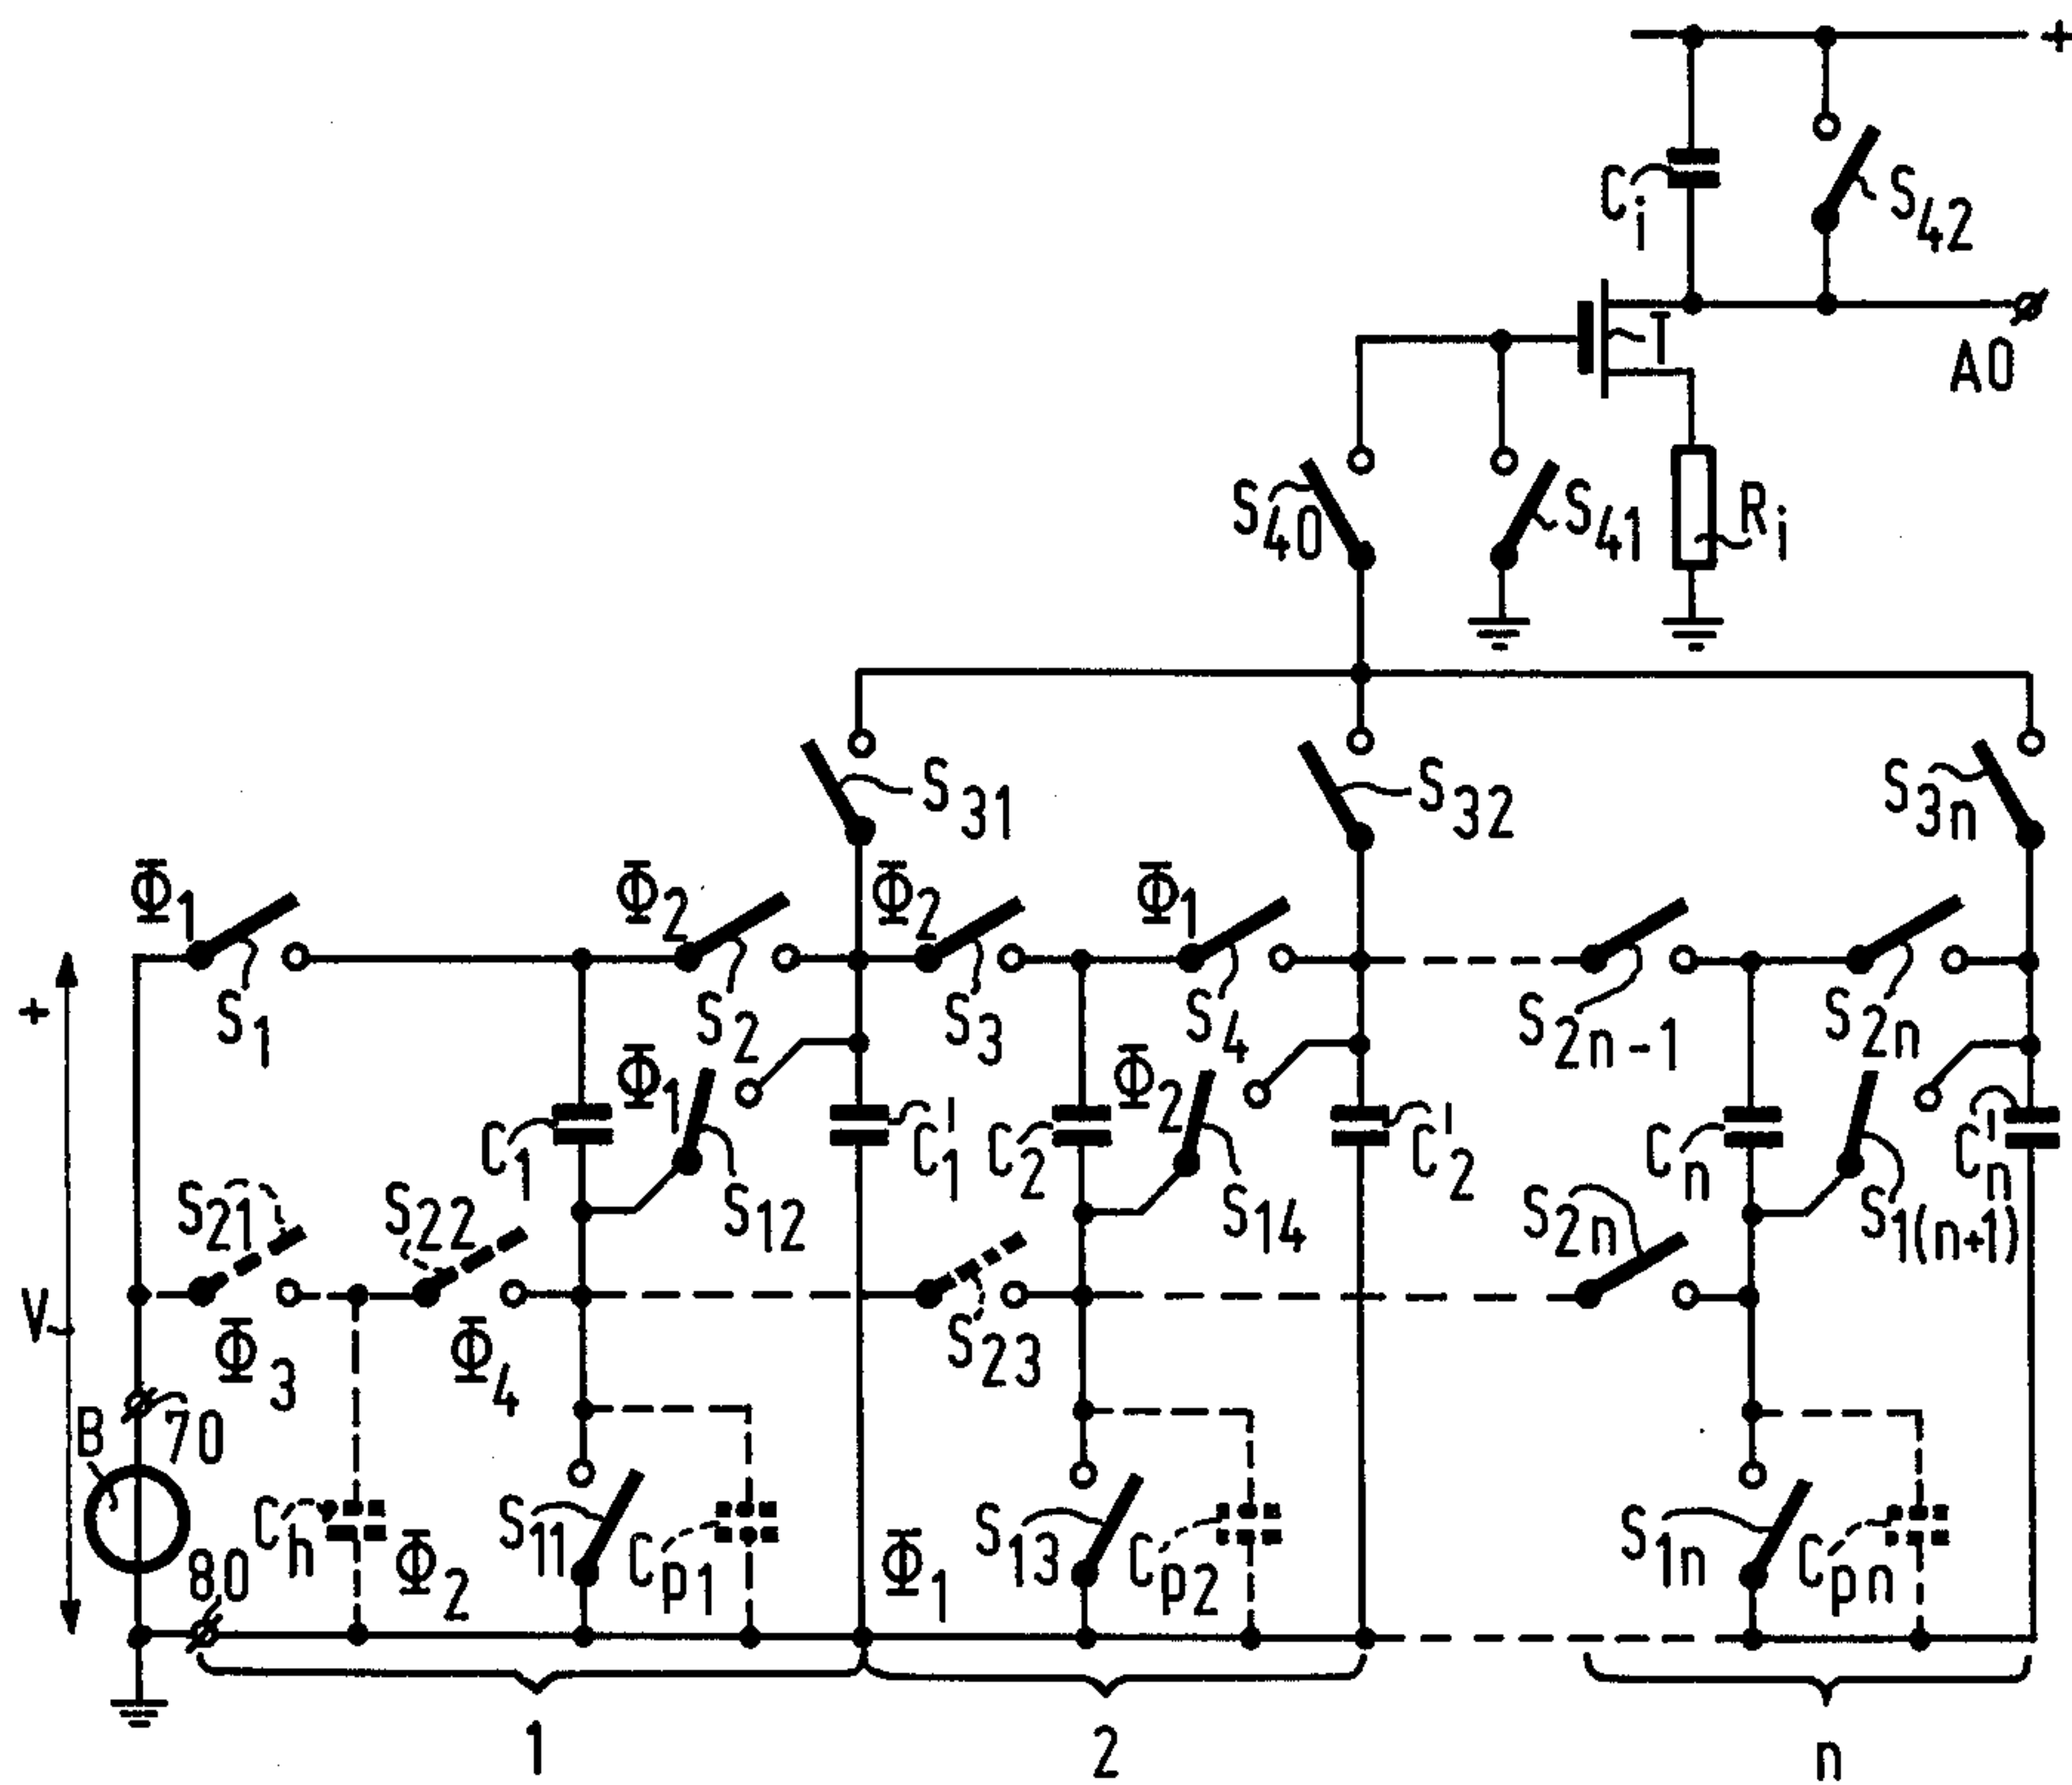 +
Cᵢ
S₄₂
T
A0
S₄₀
S₄₁
Rᵢ
S₃₁
S₃₂
S₃ₙ
Φ₁
Φ₂
Φ₂
Φ₁
+
S₁
S₂
S₃
S₄
S₂ₙ₋₁
S₂ₙ
Φ₁
Φ₂
C₁
C'₁
C₂
C'₂
Cₙ
C'ₙ
S₂₁
S₂₂
S₁₂
S₁₄
S₂ₙ
S₁₍ₙ₊₁₎
V
Φ₃
Φ₄
S₂₃
B
70
Cₕ
Φ₂
S₁₁
Cₚ₁
Φ₁
S₁₃
Cₚ₂
S₁ₙ
Cₚₙ
80
1
2
n